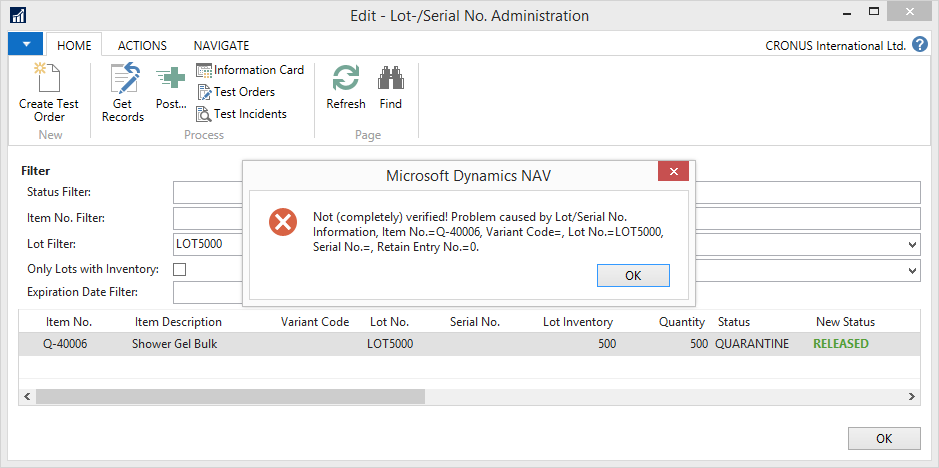 Edit - Lot-/Serial No. Administration
HOME ACTIONS NAVIGATE CRONUS International Ltd. ?
Create Test Order
Get Records
Post...
Information Card
Test Orders
Test Incidents
Refresh
Find
New Process Page
Filter
Status Filter:
Item No. Filter:
Lot Filter: LOT5000
Only Lots with Inventory:
Expiration Date Filter:
Microsoft Dynamics NAV
Not (completely) verified! Problem caused by Lot/Serial No.
Information, Item No.=Q-40006, Variant Code=, Lot No.=LOT5000,
Serial No.=, Retain Entry No.=0.
OK
Item No. Item Description Variant Code Lot No. Serial No. Lot Inventory Quantity Status New Status
Q-40006 Shower Gel Bulk LOT5000 500 500 QUARANTINE RELEASED
OK